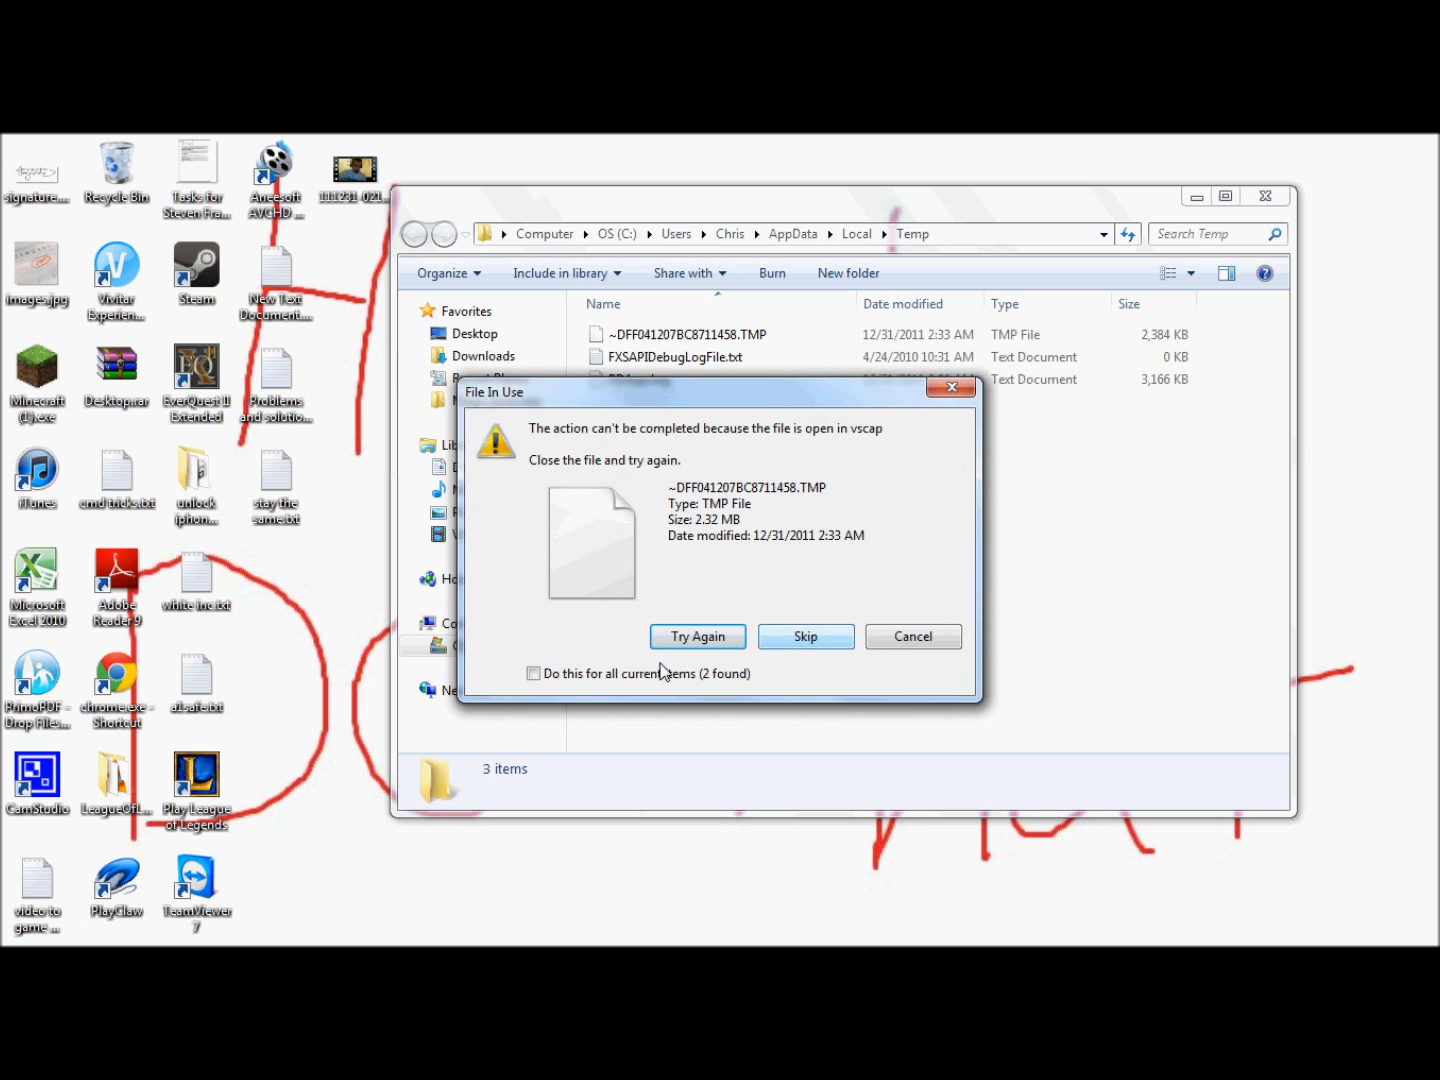 signature....
Recycle Bin
Tasks for
Steven Fra...
Aneesoft
AVCHD ...
111231-021...
images.jpg
Vivitar
Experien...
Steam
New Text
Document....
Minecraft
(1).exe
Desktop.rar
EverQuest II
Extended
Problems
and solutio...
iTunes
cmd tricks.txt
unlock
iphon...
stay the
same.txt
Microsoft
Excel 2010
Adobe
Reader 9
white inc.txt
PrimoPDF -
Drop Files...
chrome.exe -
Shortcut
a1safe.txt
CamStudio
LeagueOfL...
Play League
of Legends
video to
game ...
PlayClaw
TeamViewer
7
Computer OS (C:) Users Chris AppData Local Temp
Search Temp
Organize Include in library Share with Burn New folder
Favorites
Desktop
Downloads
Name Date modified Type Size
~DFF041207BC8711458.TMP 12/31/2011 2:33 AM TMP File 2,384 KB
FXSAPIDebugLogFile.txt 4/24/2010 10:31 AM Text Document 0 KB
Text Document 3,166 KB
File In Use
The action can't be completed because the file is open in vscap
Close the file and try again.
~DFF041207BC8711458.TMP
Type: TMP File
Size: 2.32 MB
Date modified: 12/31/2011 2:33 AM
Try Again Skip Cancel
Do this for all current items (2 found)
Lib
Ho
Co
Ne
3 items